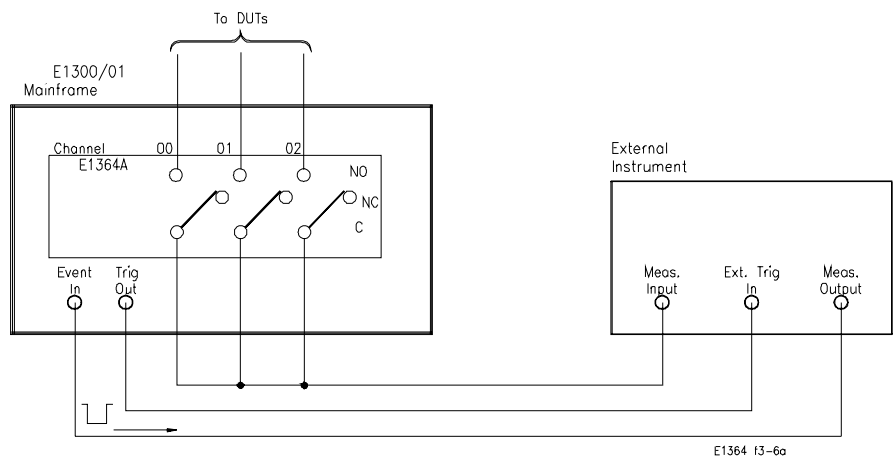 To DUTs
E1300/01
Mainframe
Channel 00 01 02
E1364A
NO
NC
C
Event
In
Trig
Out
External
Instrument
Meas.
Input
Ext. Trig
In
Meas.
Output
E1364 f3-6a